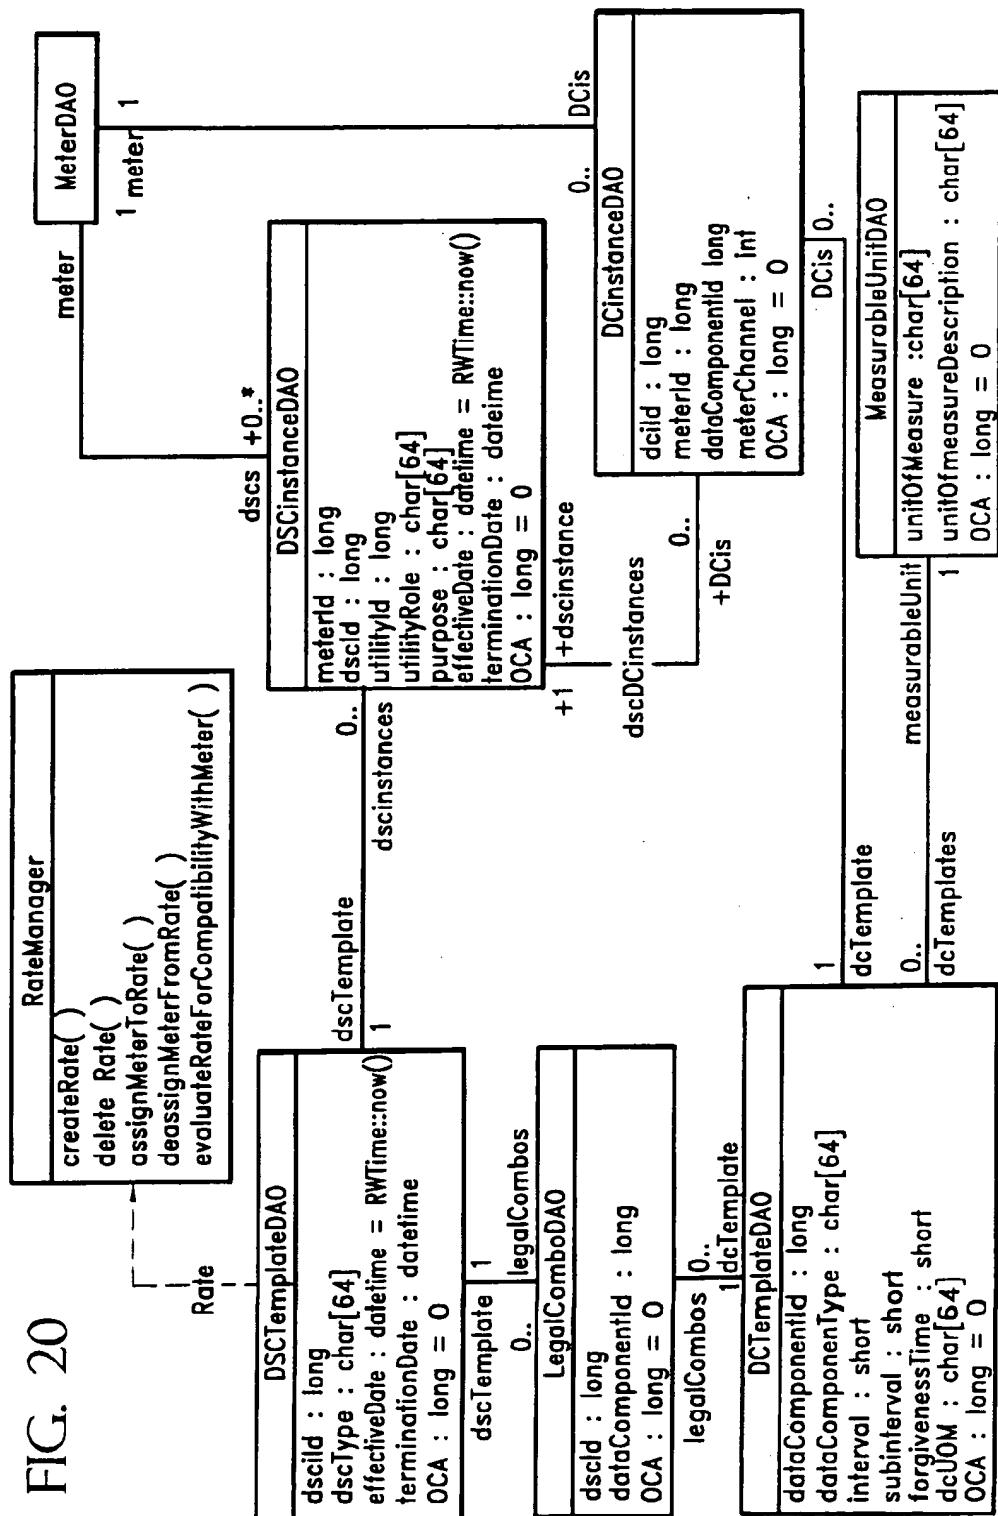 FIG. 20
RateManager
createRate( )
delete Rate( )
assignMeterToRate( )
deassignMeterFromRate( )
evaluateRateForCompatibilityWithMeter( )
Rate
MeterDAO
meter
1
meter
1
dscs
+0..*
DSCTemplateDAO
dsciId : long
dscType : char[64]
effectiveDate : datetime = RWTime::now()
terminationDate : datetime
OCA : long = 0
dscTemplate
1
dscinstances
0..
DSCinstanceDAO
meterId : long
dscId : long
utilityId : long
utilityRole : char[64]
purpose : char[64]
effectiveDate : datetime = RWTime::now()
terminationDate : dateime
OCA : long = 0
+1
+dscinstance
dscDCinstances
0..
+DCis
0..
DCis
DCinstanceDAO
dciId : long
meterId : long
dataComponentId long
meterChannel : int
OCA : long = 0
DCis
0..
dscTemplate
1
0..
legalCombos
LegalComboDAO
dscId : long
dataComponentId : long
OCA : long = 0
legalCombos
0..
1
dcTemplate
DCTemplateDAO
dataComponentId : long
dataComponentType : char[64]
interval : short
subinterval : short
forgivenessTime : short
dcUOM : char[64]
OCA : long = 0
1
dcTemplate
0..
dcTemplates
measurableUnit
1
MeasurableUnitDAO
unitOfMeasure :char[64]
unitOfmeasureDescription : char[64]
OCA : long = 0